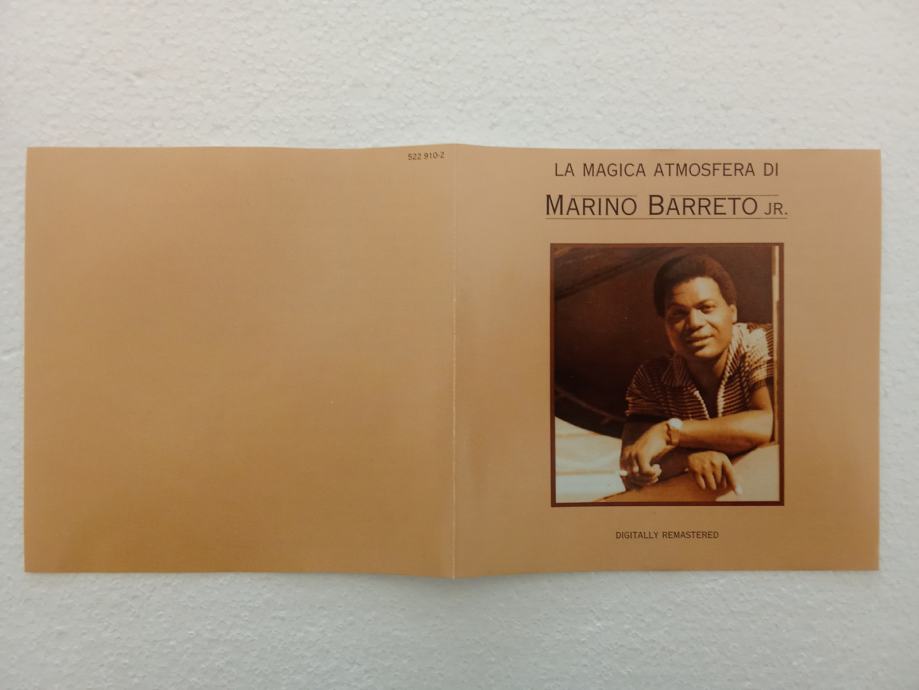 522 910-2
LA MAGICA ATMOSFERA DI
MARINO BARRETO JR.
DIGITALLY REMASTERED